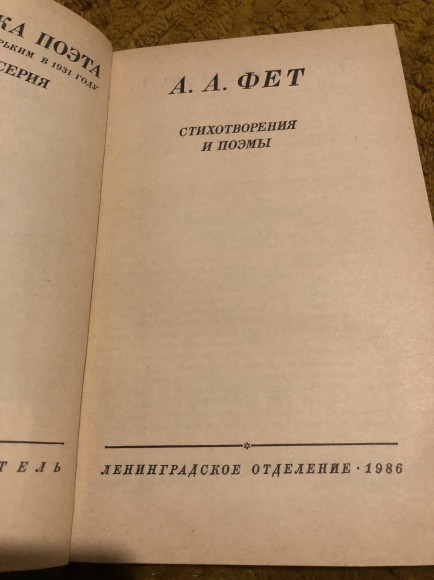 КА ПОЭТА
РЬКИМ В 1931 ГОДУ
СЕРИЯ
ТЕЛЬ
А. А. ФЕТ
СТИХОТВОРЕНИЯ
И ПОЭМЫ
ЛЕНИНГРАДСКОЕ ОТДЕЛЕНИЕ · 1986